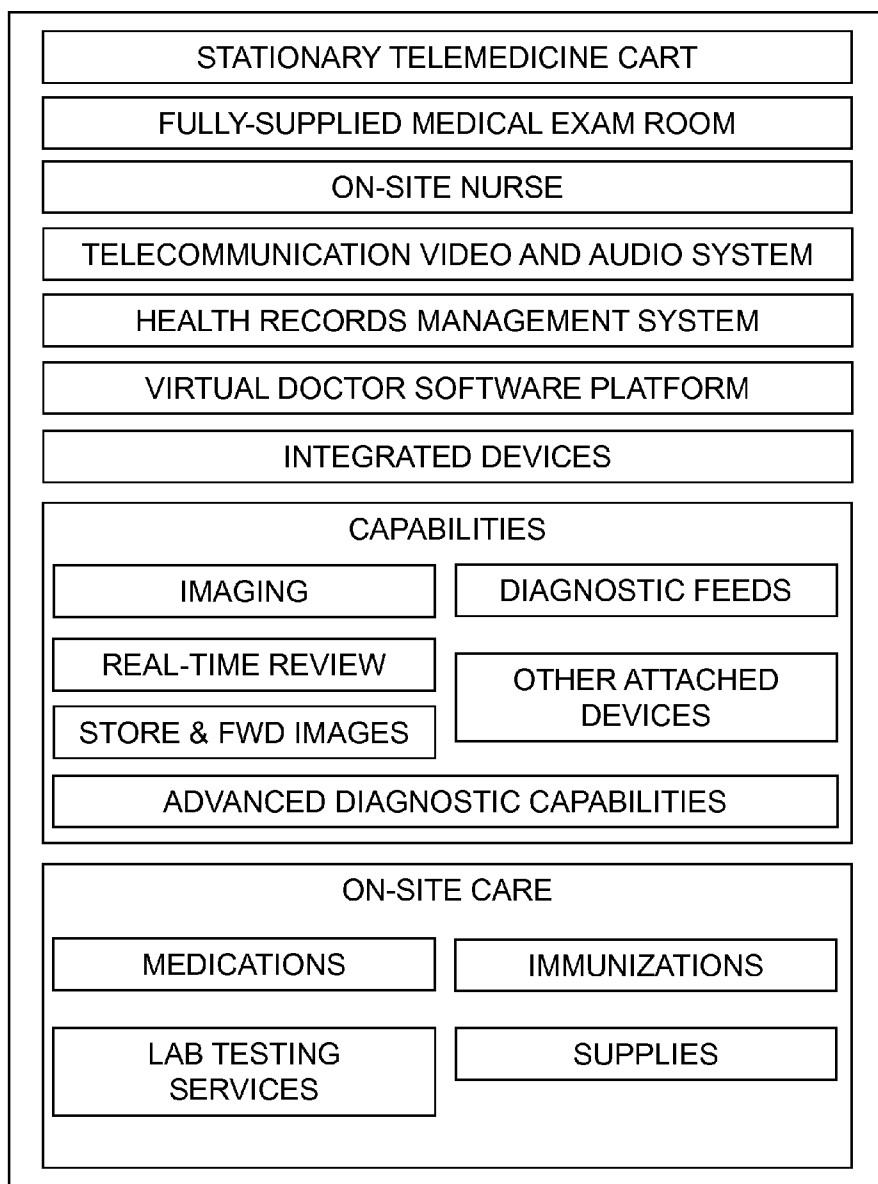 STATIONARY TELEMEDICINE CART
FULLY-SUPPLIED MEDICAL EXAM ROOM
ON-SITE NURSE
TELECOMMUNICATION VIDEO AND AUDIO SYSTEM
HEALTH RECORDS MANAGEMENT SYSTEM
VIRTUAL DOCTOR SOFTWARE PLATFORM
INTEGRATED DEVICES
CAPABILITIES
IMAGING
DIAGNOSTIC FEEDS
REAL-TIME REVIEW
OTHER ATTACHED
DEVICES
STORE & FWD IMAGES
ADVANCED DIAGNOSTIC CAPABILITIES
ON-SITE CARE
MEDICATIONS
IMMUNIZATIONS
LAB TESTING
SERVICES
SUPPLIES